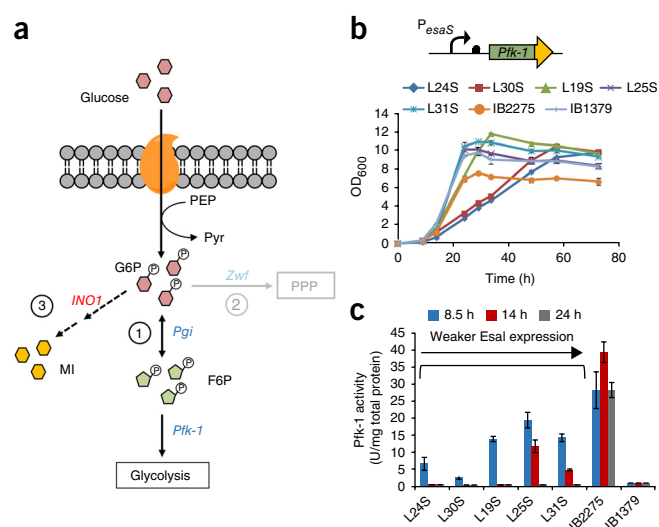 a
Glucose
PEP
Pyr
G6P
P
P
P
Zwf
2
PPP
3
INO1
MI
1
Pgi
P
P
P
F6P
Pfk-1
Glycolysis
b
PesaS
Pfk-1
L24S L30S L19S L25S
L31S IB2275 IB1379
OD600
14
12
10
8
6
4
2
0
0 20 40 60 80
Time (h)
c
8.5 h 14 h 24 h
Weaker EsaI expression
Pfk-1 activity
(U/mg total protein)
45
40
35
30
25
20
15
10
5
0
L24S L30S L19S L25S L31S IB2275 IB1379